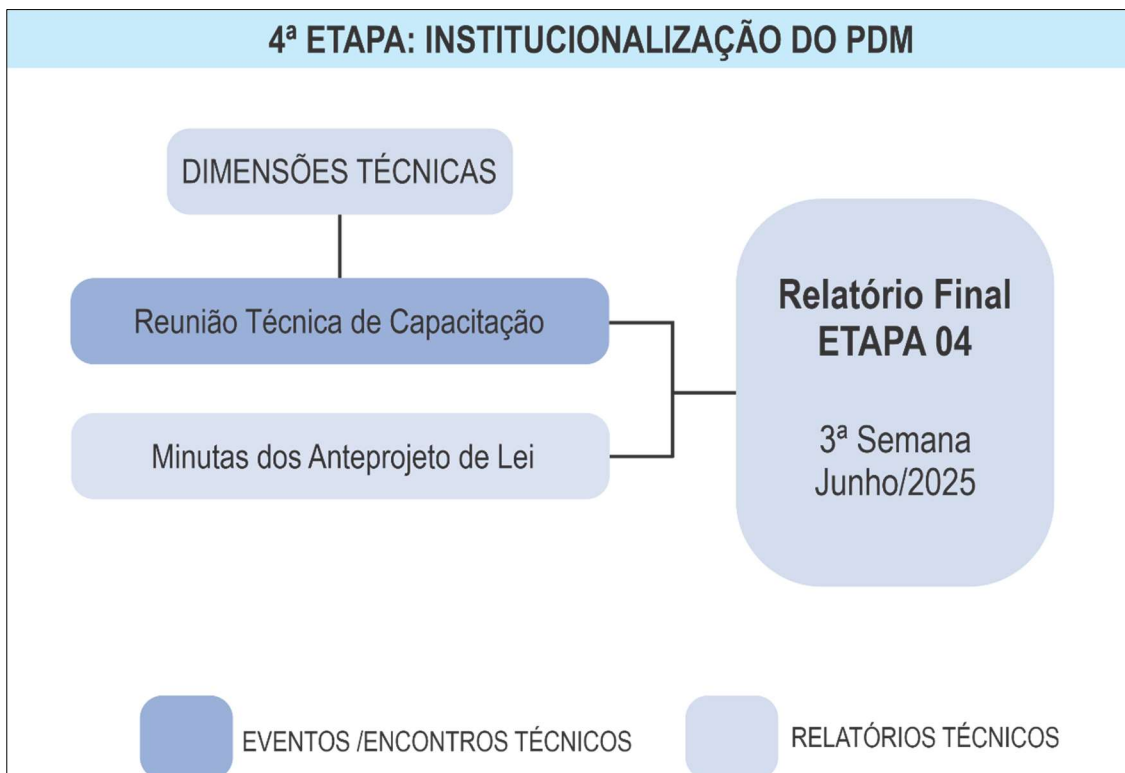 4ª ETAPA: INSTITUCIONALIZAÇÃO DO PDM
DIMENSÕES TÉCNICAS
Reunião Técnica de Capacitação
Minutas dos Anteprojeto de Lei
Relatório Final
ETAPA 04
3ª Semana
Junho/2025
EVENTOS /ENCONTROS TÉCNICOS
RELATÓRIOS TÉCNICOS